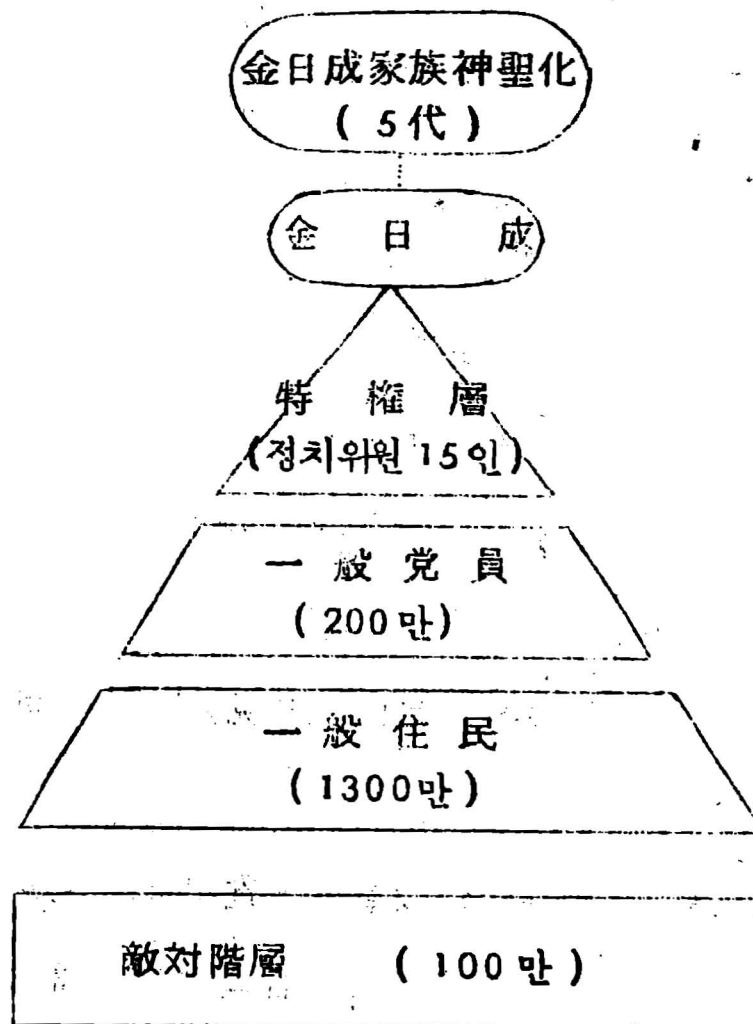 金日成家族神聖化
( 5代 )
金日成
特権層
(정치위원 15인)
一般党員
( 200만)
一般住民
( 1300만)
敵対階層 ( 100만 )